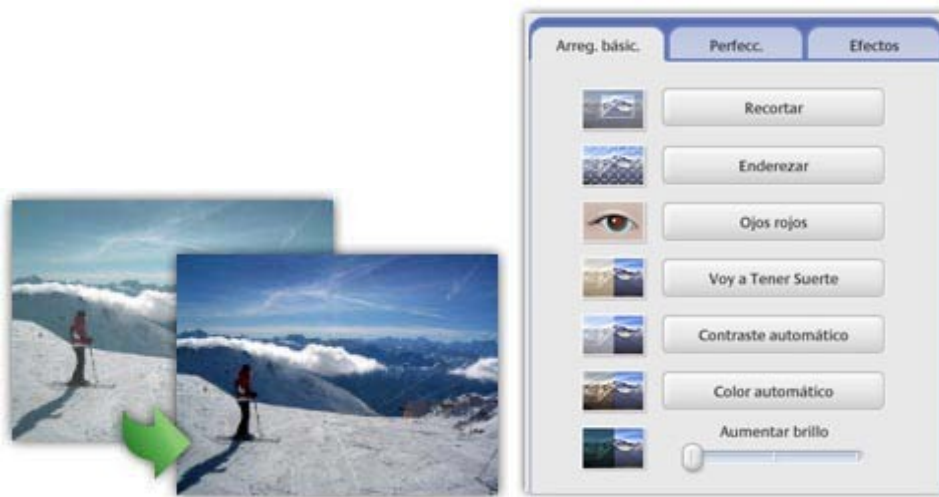 Arreg. básic.
Perfecc.
Efectos
Recortar
Enderezar
Ojos rojos
Voy a Tener Suerte
Contraste automático
Color automático
Aumentar brillo